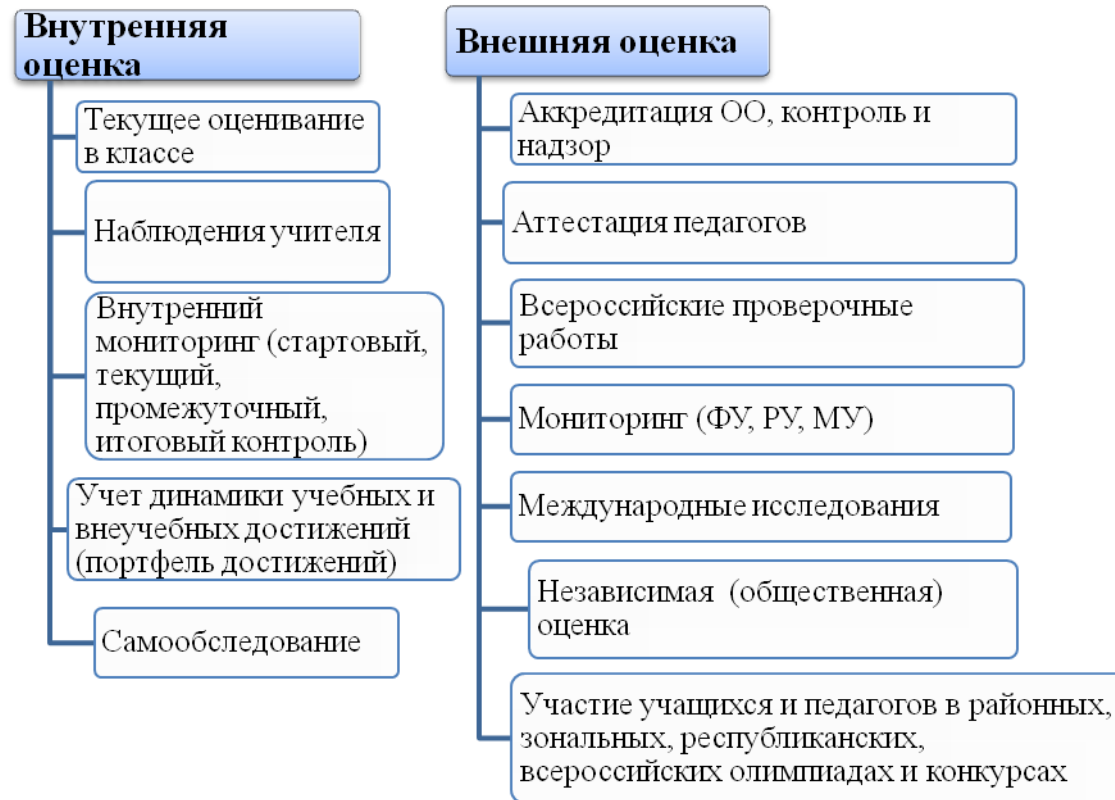 Внутренняя
оценка
Текущее оценивание
в классе
Наблюдения учителя
Внутренний
мониторинг (стартовый,
текущий,
промежуточный,
итоговый контроль)
Учет динамики учебных и
внеучебных достижений
(портфель достижений)
Самообследование
Внешняя оценка
Аккредитация ОО, контроль и
надзор
Аттестация педагогов
Всероссийские проверочные
работы
Мониторинг (ФУ, РУ, МУ)
Международные исследования
Независимая (общественная)
оценка
Участие учащихся и педагогов в районных,
зональных, республиканских,
всероссийских олимпиадах и конкурсах